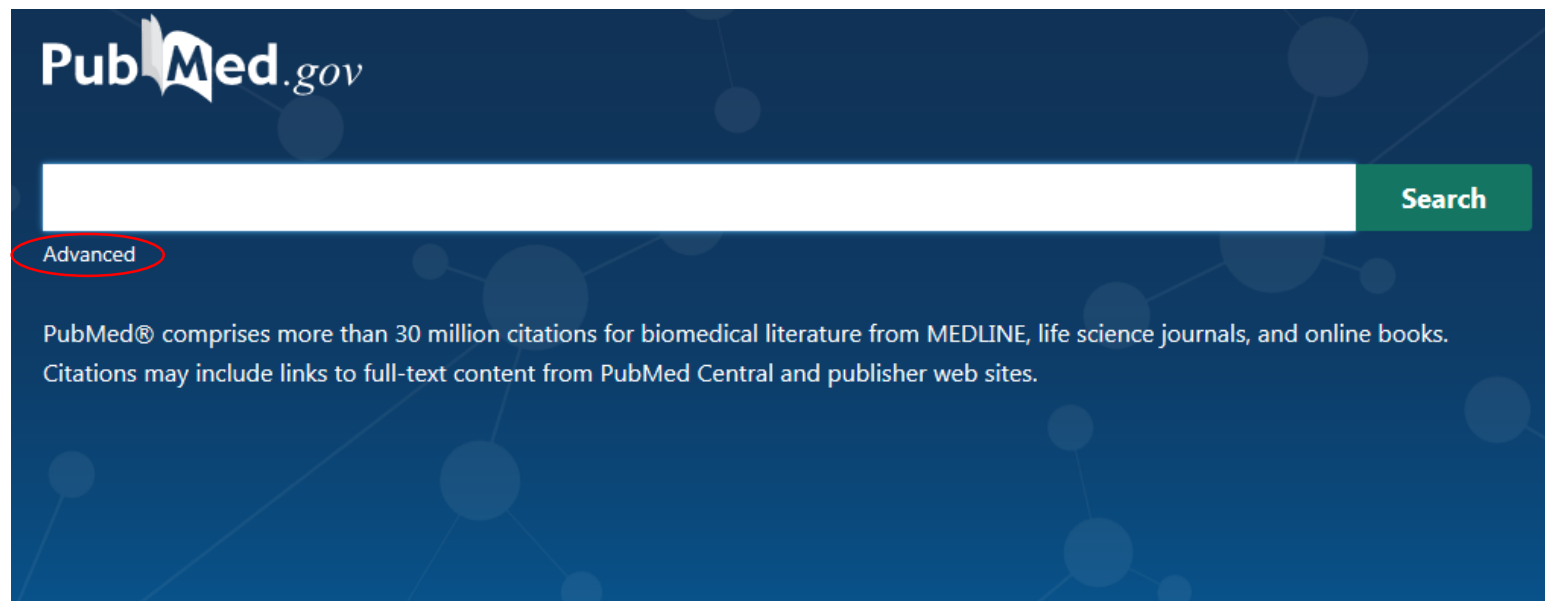 PubMed.gov
Search
Advanced
PubMed® comprises more than 30 million citations for biomedical literature from MEDLINE, life science journals, and online books.
Citations may include links to full-text content from PubMed Central and publisher web sites.